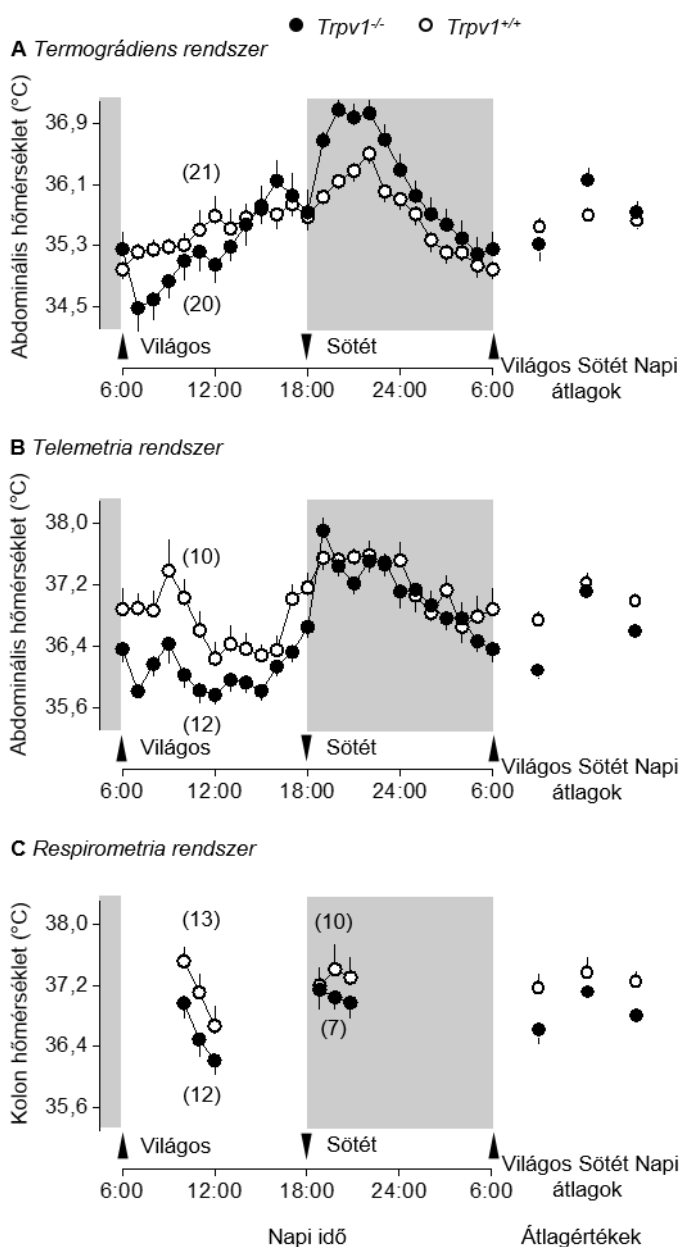 ● Trpv1-/- ○ Trpv1+/+
A Termográdiens rendszer
Abdominális hőmérséklet (°C)
36,9
36,1
35,3
34,5
(21)
(20)
Világos
Sötét
6:00 12:00 18:00 24:00 6:00
Világos Sötét Napi
átlagok
B Telemetria rendszer
Abdominális hőmérséklet (°C)
38,0
37,2
36,4
35,6
(10)
(12)
Világos
Sötét
6:00 12:00 18:00 24:00 6:00
Világos Sötét Napi
átlagok
C Respirometria rendszer
Kolon hőmérséklet (°C)
38,0
37,2
36,4
35,6
(13)
(12)
(10)
(7)
Világos
Sötét
6:00 12:00 18:00 24:00 6:00
Világos Sötét Napi
átlagok
Napi idő
Átlagértékek